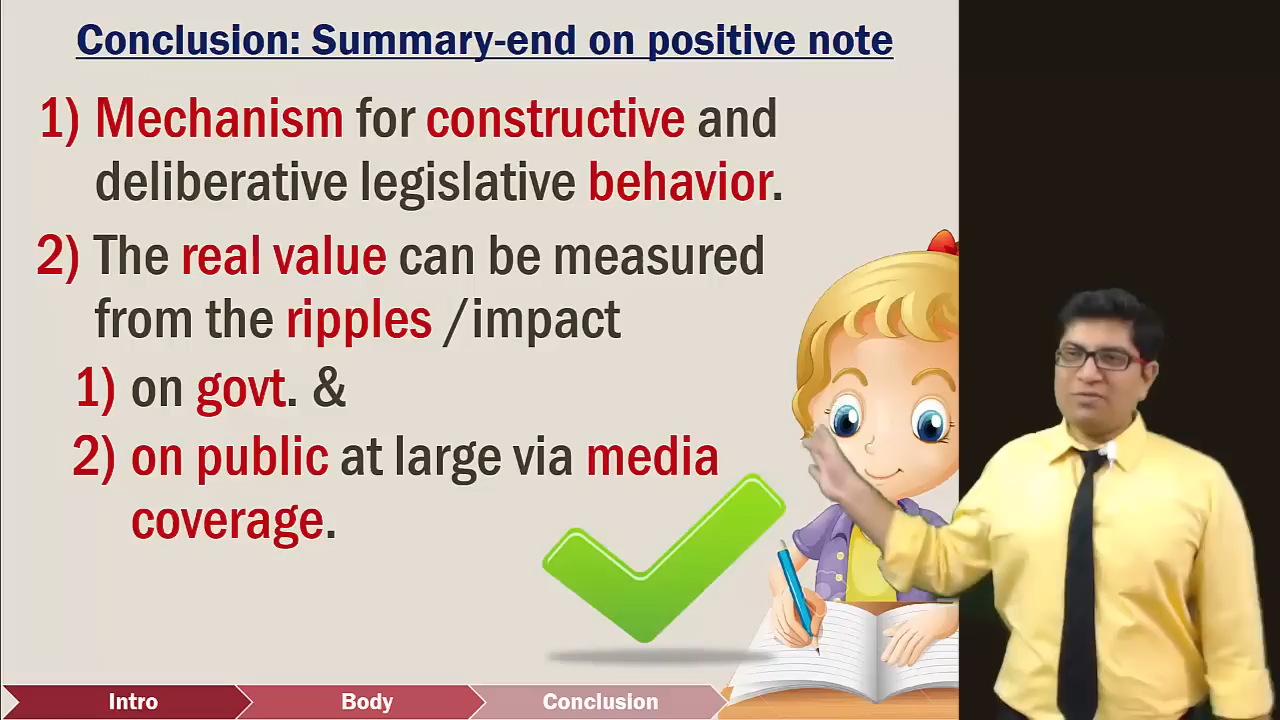 Conclusion: Summary-end on positive note
1) Mechanism for constructive and
deliberative legislative behavior.
2) The real value can be measured
from the ripples /impact
1) on govt. &
2) on public at large via media
coverage.
Intro
Body
Conclusion